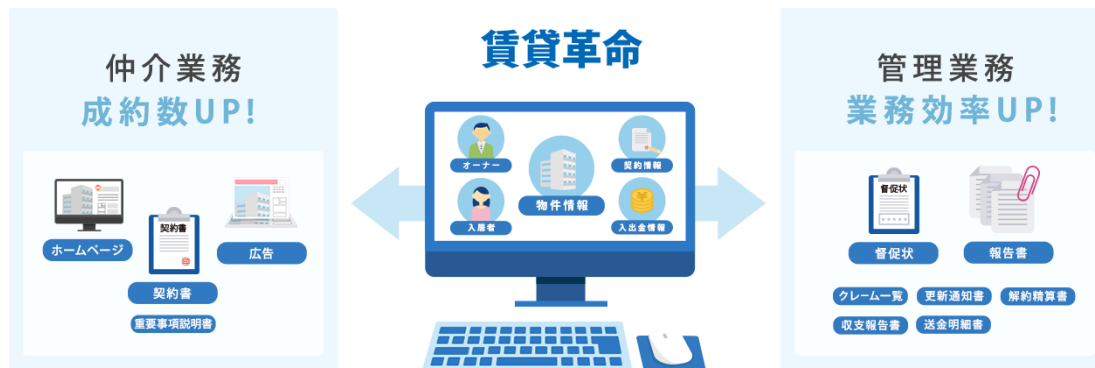 仲介業務
成約数UP!
ホームページ
契約書
広告
契約書
重要事項説明書
賃貸革命
オーナー
契約情報
物件情報
入居者
入出金情報
管理業務
業務効率UP!
督促状
督促状
報告書
クレーム一覧
更新通知書
解約精算書
収支報告書
送金明細書